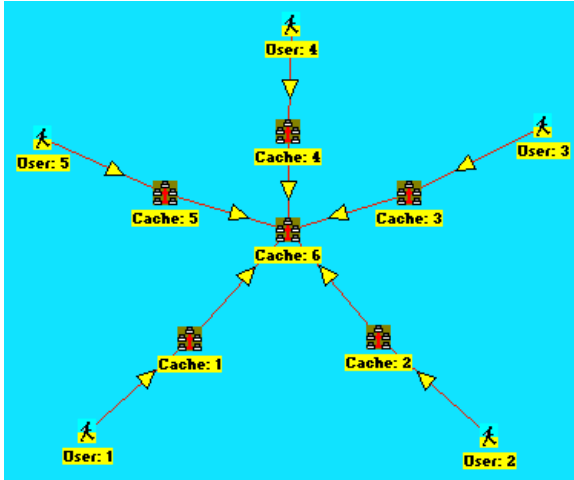 User: 4
User: 3
User: 5
Cache: 4
Cache: 5
Cache: 3
Cache: 6
Cache: 1
Cache: 2
User: 1
User: 2